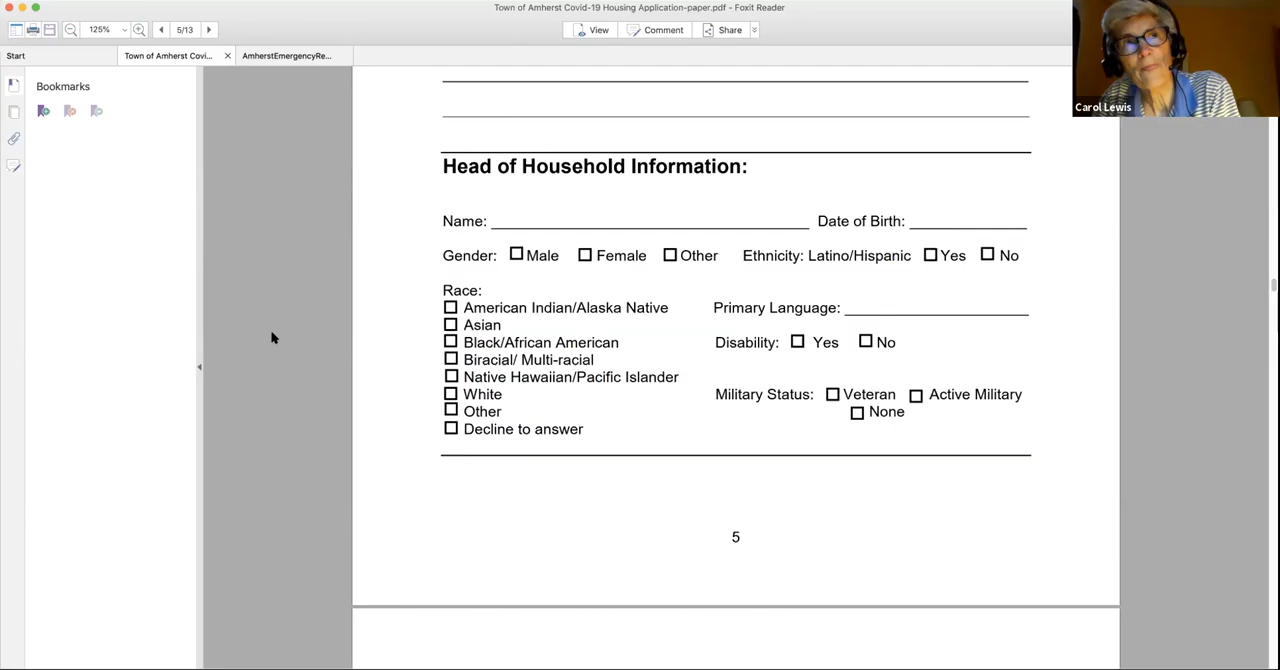 Town of Amherst Covid-19 Housing Application-paper.pdf - Foxit Reader
125%
5/13
View
Comment
Share
Start
Town of Amherst Covi...
AmherstEmergencyRe...
Bookmarks
Carol Lewis
Head of Household Information:
Name: Date of Birth:
Gender: Male Female Other Ethnicity: Latino/Hispanic Yes No
Race:
American Indian/Alaska Native Primary Language:
Asian
Black/African American Disability: Yes No
Biracial/ Multi-racial
Native Hawaiian/Pacific Islander
White Military Status: Veteran Active Military
Other None
Decline to answer
5